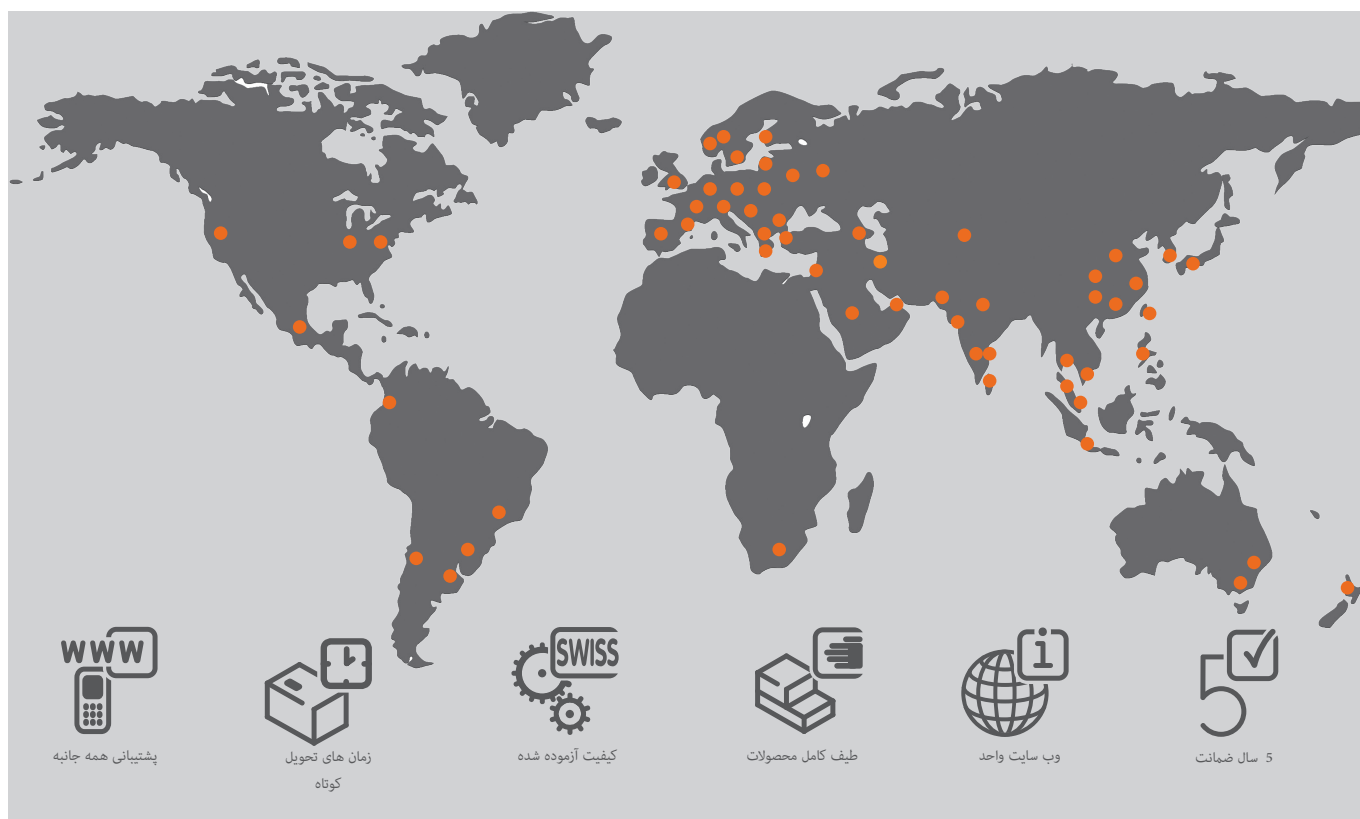 www
SWISS
i
5
پشتیبانی همه جانبه
زمان های تحویل
کوتاه
کیفیت آزموده شده
طیف کامل محصولات
وب سایت واحد
5 سال ضمانت